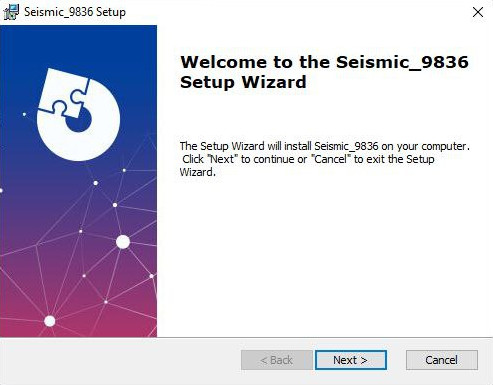 Seismic_9836 Setup
Welcome to the Seismic_9836
Setup Wizard
The Setup Wizard will install Seismic_9836 on your computer.
Click "Next" to continue or "Cancel" to exit the Setup
Wizard.
< Back
Next >
Cancel